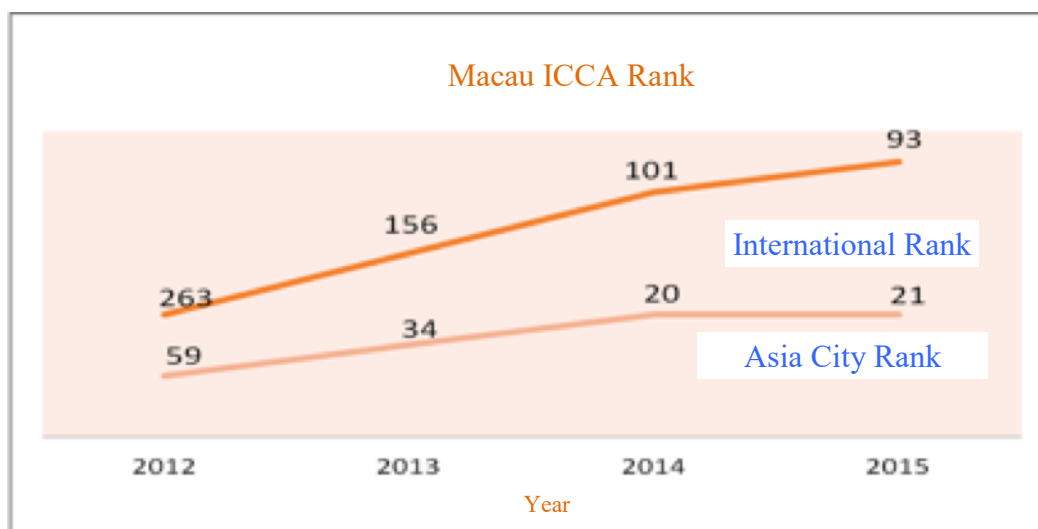 Macau ICCA Rank
93
101
156
International Rank
263
20
21
34
59
Asia City Rank
2012 2013 2014 2015
Year